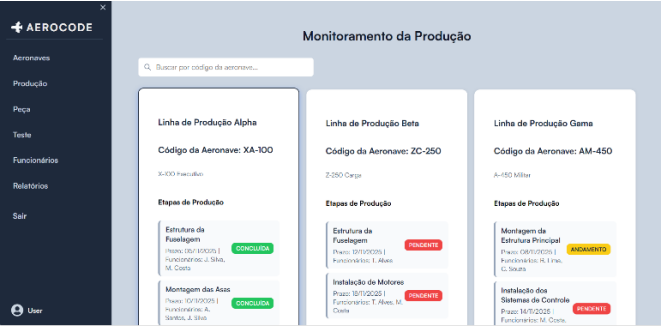 ×
AEROCODE
Aeronaves
Produção
Peça
Teste
Funcionários
Relatórios
Sair
User
Monitoramento da Produção
Buscar por código da aeronave...
Linha de Produção Alpha
Código da Aeronave: XA-100
X-100 Executivo
Etapas de Produção
Estrutura da
Fuselagem
Prazo: 05/11/2025 |
Funcionários: J. Silva,
M. Costa
CONCLUÍDA
Montagem das Asas
Prazo: 10/11/2025 |
Funcionários: A.
Santos, J. Silva
CONCLUÍDA
Linha de Produção Beta
Código da Aeronave: ZC-250
Z-250 Carga
Etapas de Produção
Estrutura da
Fuselagem
Prazo: 12/11/2025 |
Funcionários: T. Alves
PENDENTE
Instalação de Motores
Prazo: 18/11/2025 |
Funcionários: T. Alves, M.
Costa
PENDENTE
Linha de Produção Gama
Código da Aeronave: AM-450
A-450 Militar
Etapas de Produção
Montagem da
Estrutura Principal
Prazo: 08/11/2025 |
Funcionários: R. Lima,
C. Souza
ANDAMENTO
Instalação dos
Sistemas de Controle
Prazo: 14/11/2025 |
Funcionários: M. Costa,
PENDENTE